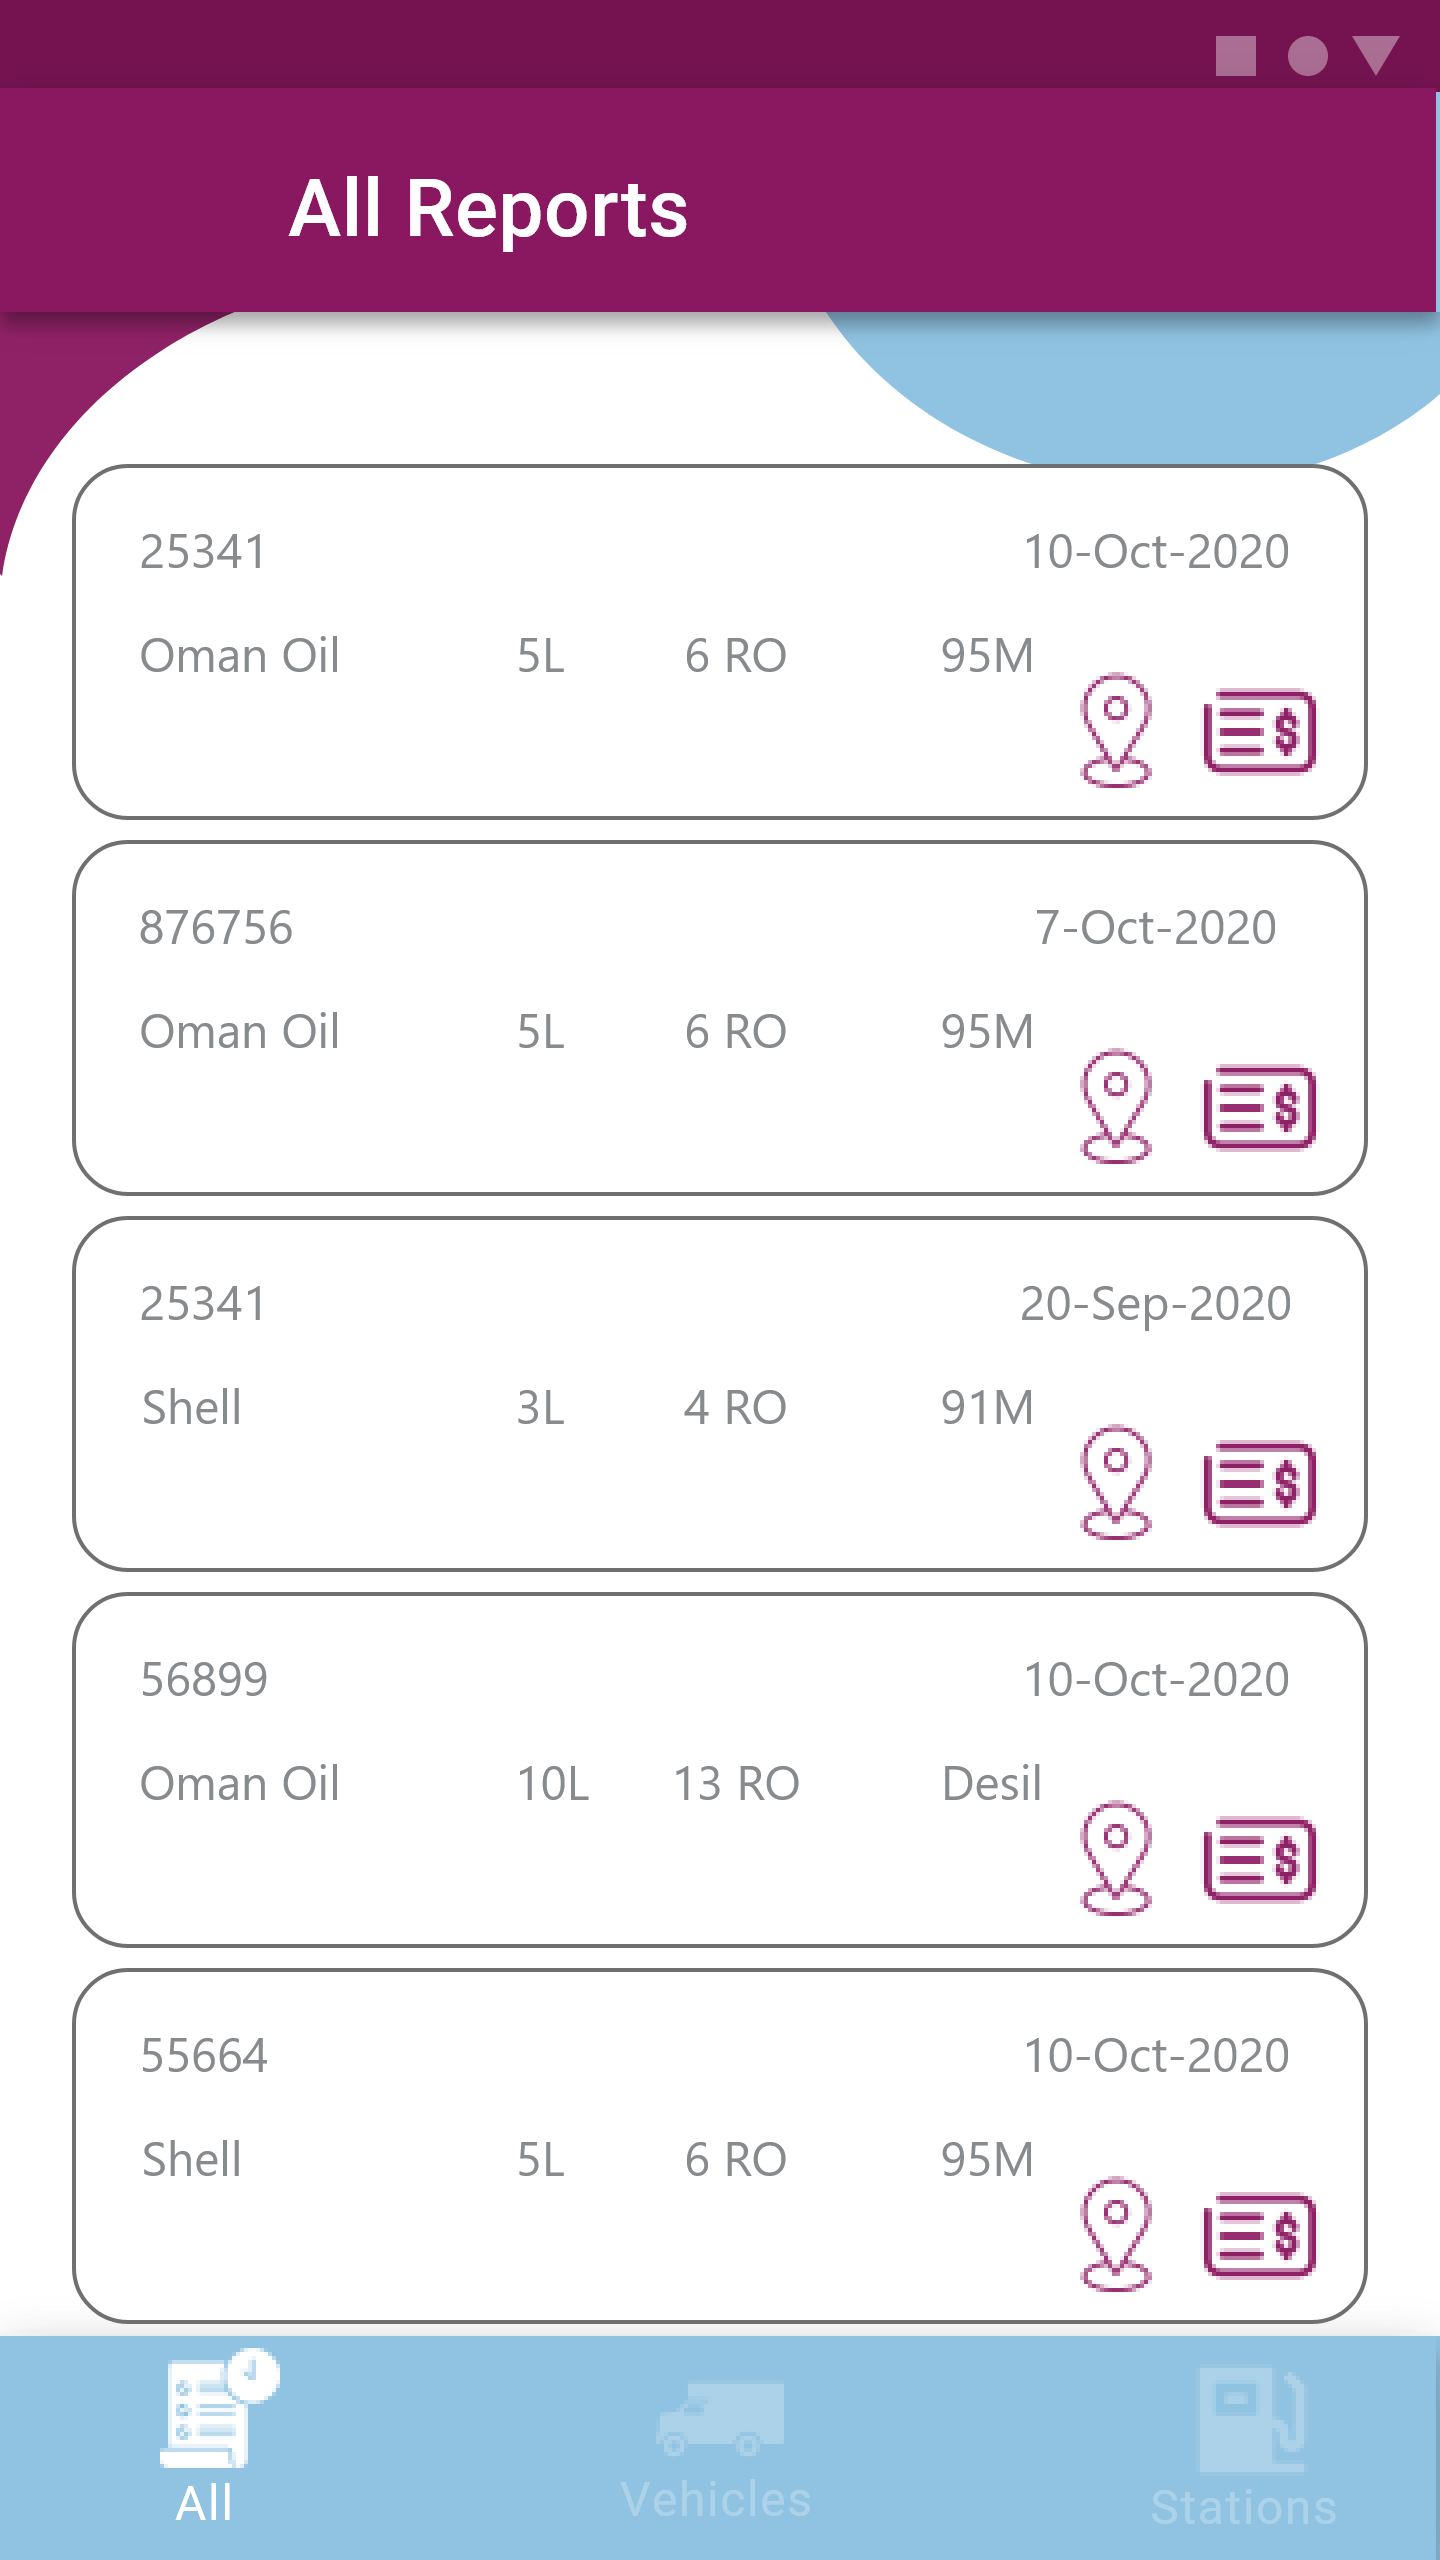 All Reports
25341 10-Oct-2020
Oman Oil 5L 6 RO 95M
$
876756 7-Oct-2020
Oman Oil 5L 6 RO 95M
$
25341 20-Sep-2020
Shell 3L 4 RO 91M
$
56899 10-Oct-2020
Oman Oil 10L 13 RO Desil
$
55664 10-Oct-2020
Shell 5L 6 RO 95M
$
All Vehicles Stations